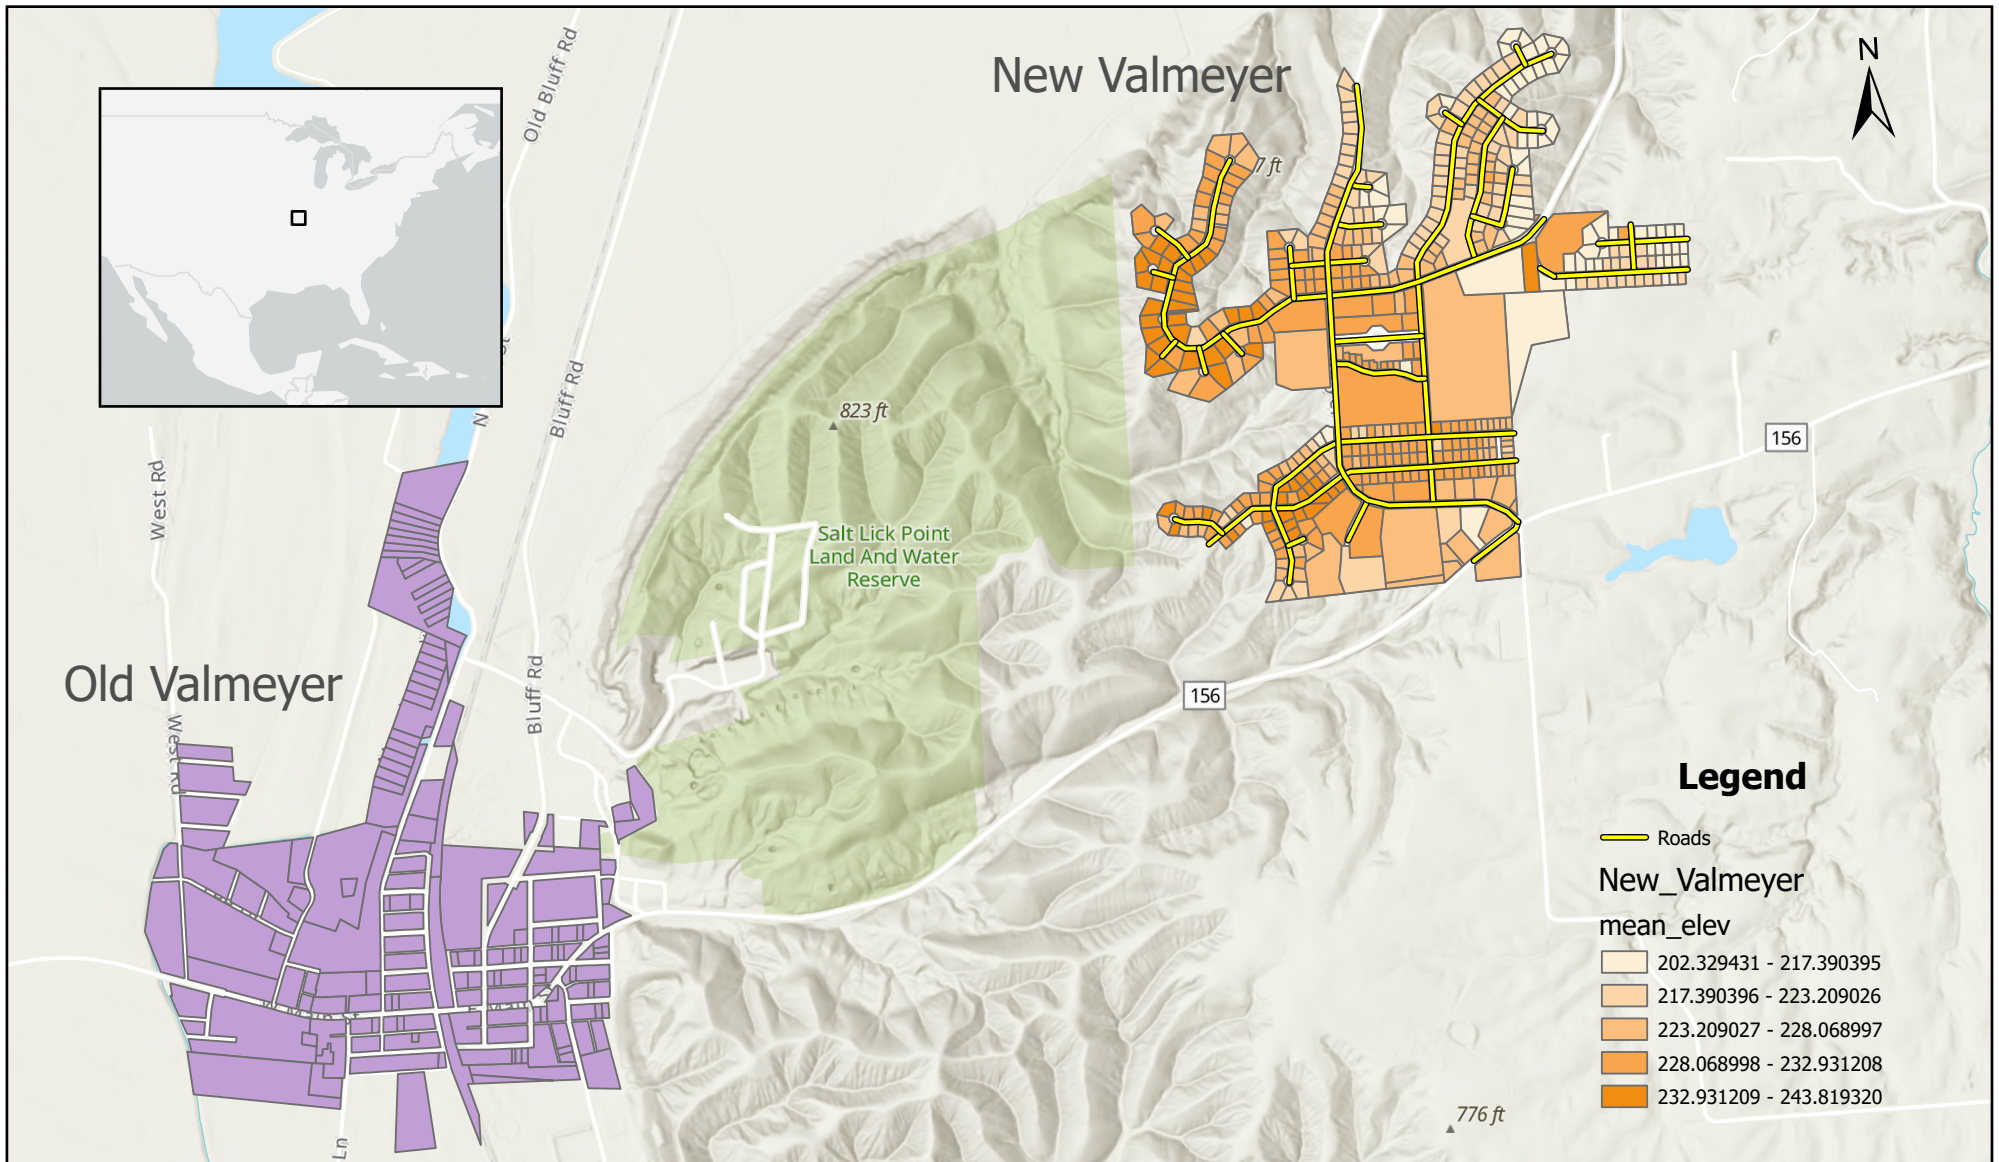 New Valmeyer
N
Old Bluff Rd
7 ft
Bluff Rd
N
St
823 ft
156
West Rd
Salt Lick Point
Land And Water
Reserve
Old Valmeyer
Bluff Rd
156
West Rd
Legend
Roads
New_Valmeyer
mean_elev
202.329431 - 217.390395
217.390396 - 223.209026
223.209027 - 228.068997
228.068998 - 232.931208
232.931209 - 243.819320
776 ft
Ln